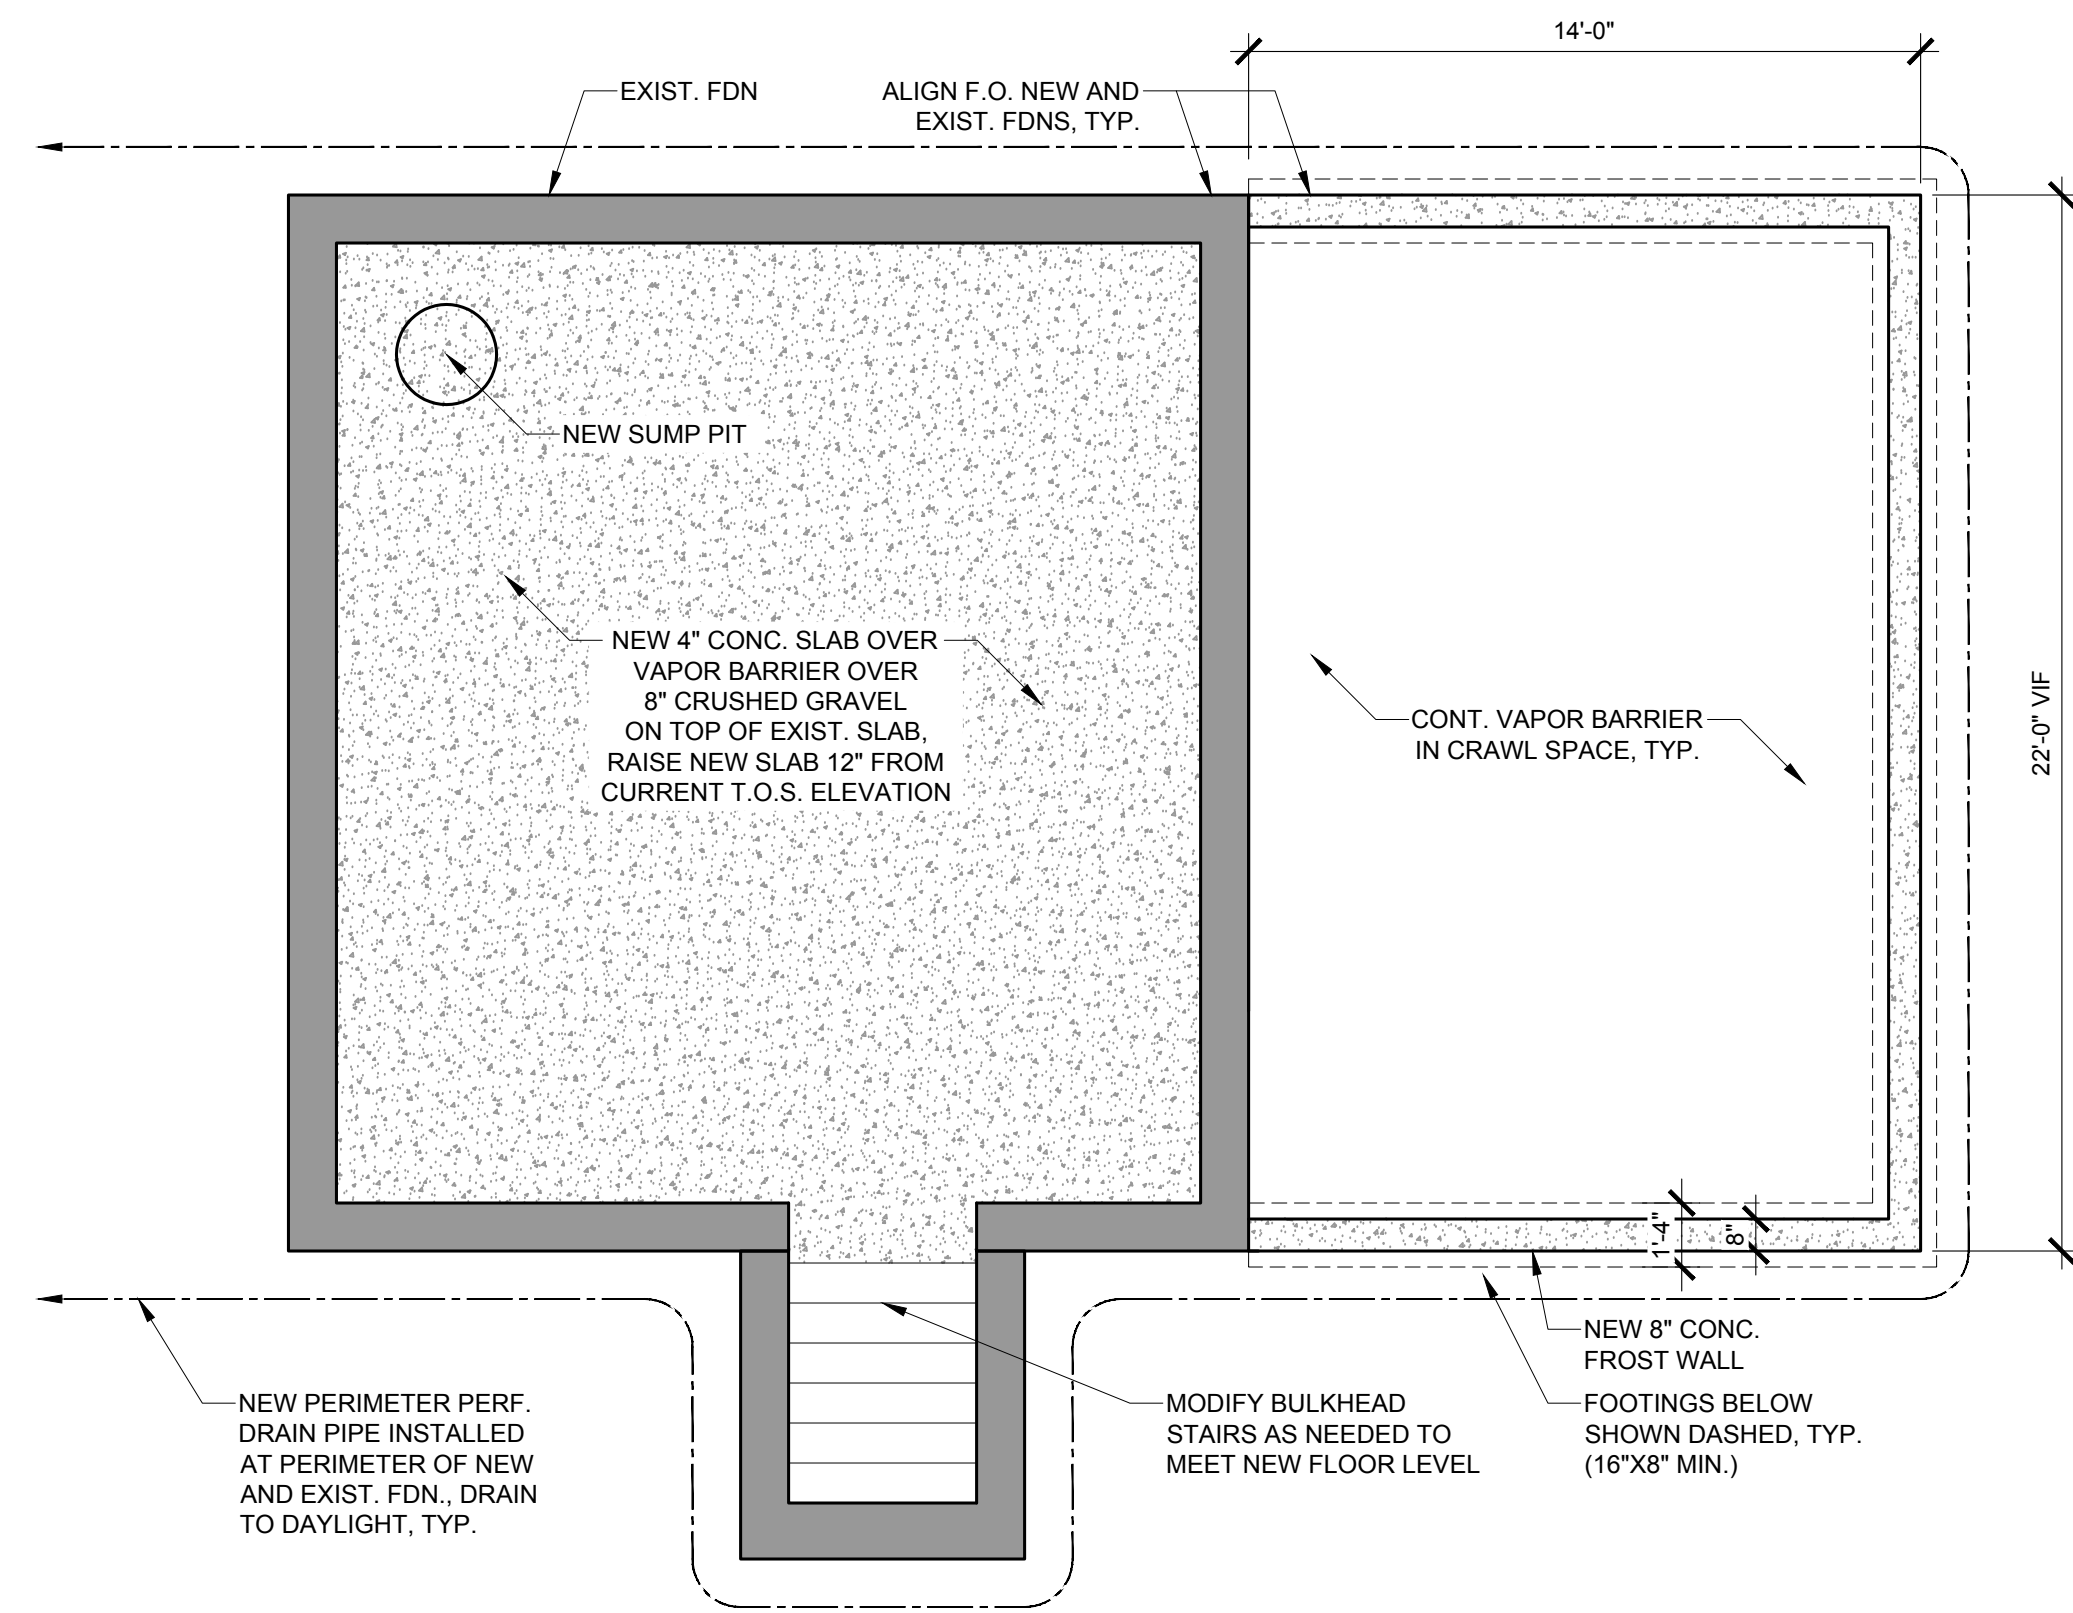 14'-0"
EXIST. FDN
ALIGN F.O. NEW AND
EXIST. FDNS, TYP.
NEW SUMP PIT
NEW 4" CONC. SLAB OVER
VAPOR BARRIER OVER
8" CRUSHED GRAVEL
ON TOP OF EXIST. SLAB,
RAISE NEW SLAB 12" FROM
CURRENT T.O.S. ELEVATION
CONT. VAPOR BARRIER
IN CRAWL SPACE, TYP.
22'-0" VIF
1'-4"
8"
NEW 8" CONC.
FROST WALL
NEW PERIMETER PERF.
DRAIN PIPE INSTALLED
AT PERIMETER OF NEW
AND EXIST. FDN., DRAIN
TO DAYLIGHT, TYP.
MODIFY BULKHEAD
STAIRS AS NEEDED TO
MEET NEW FLOOR LEVEL
FOOTINGS BELOW
SHOWN DASHED, TYP.
(16"X8" MIN.)